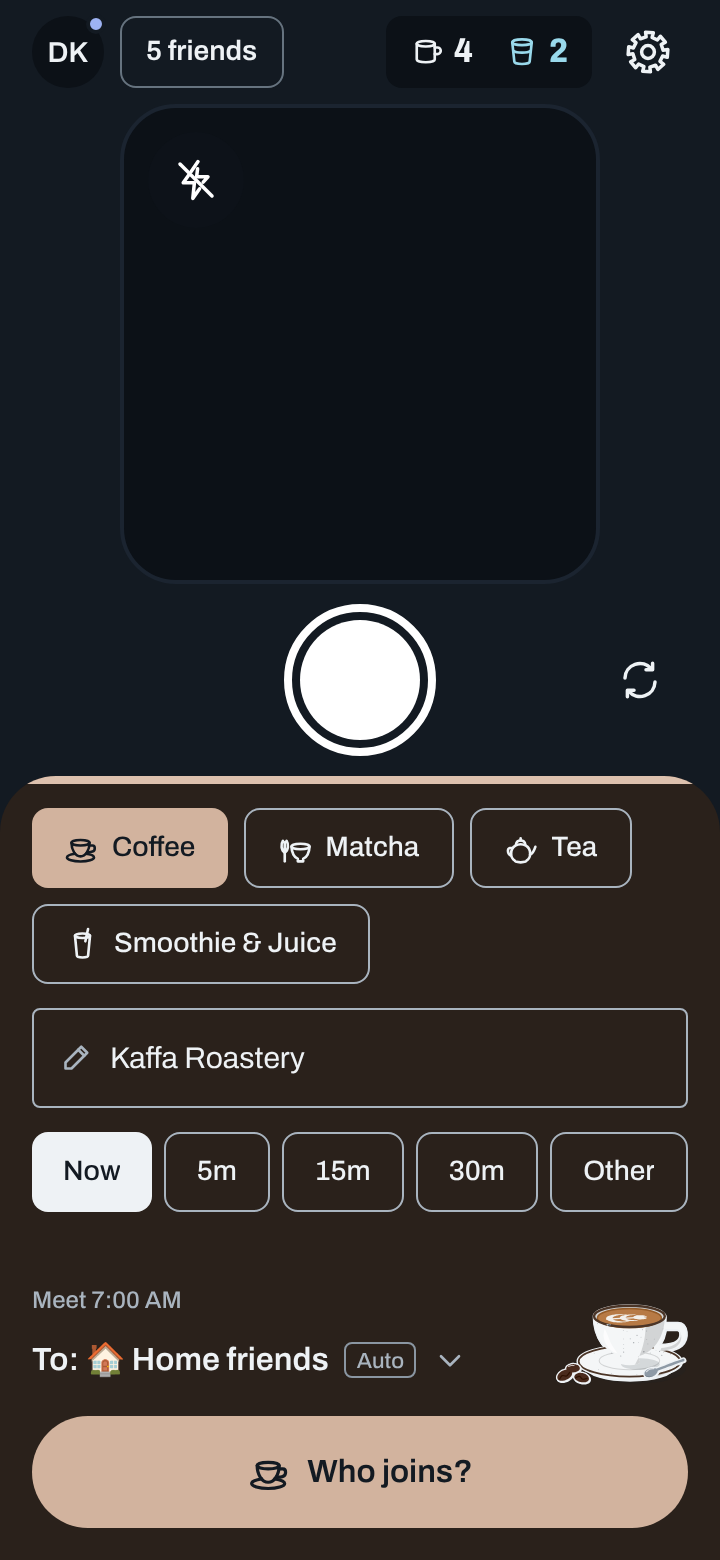 DK
5 friends
4
2
Coffee
Matcha
Tea
Smoothie & Juice
Kaffa Roastery
Now
5m
15m
30m
Other
Meet 7:00 AM
To: 🏠 Home friends
Auto
Who joins?